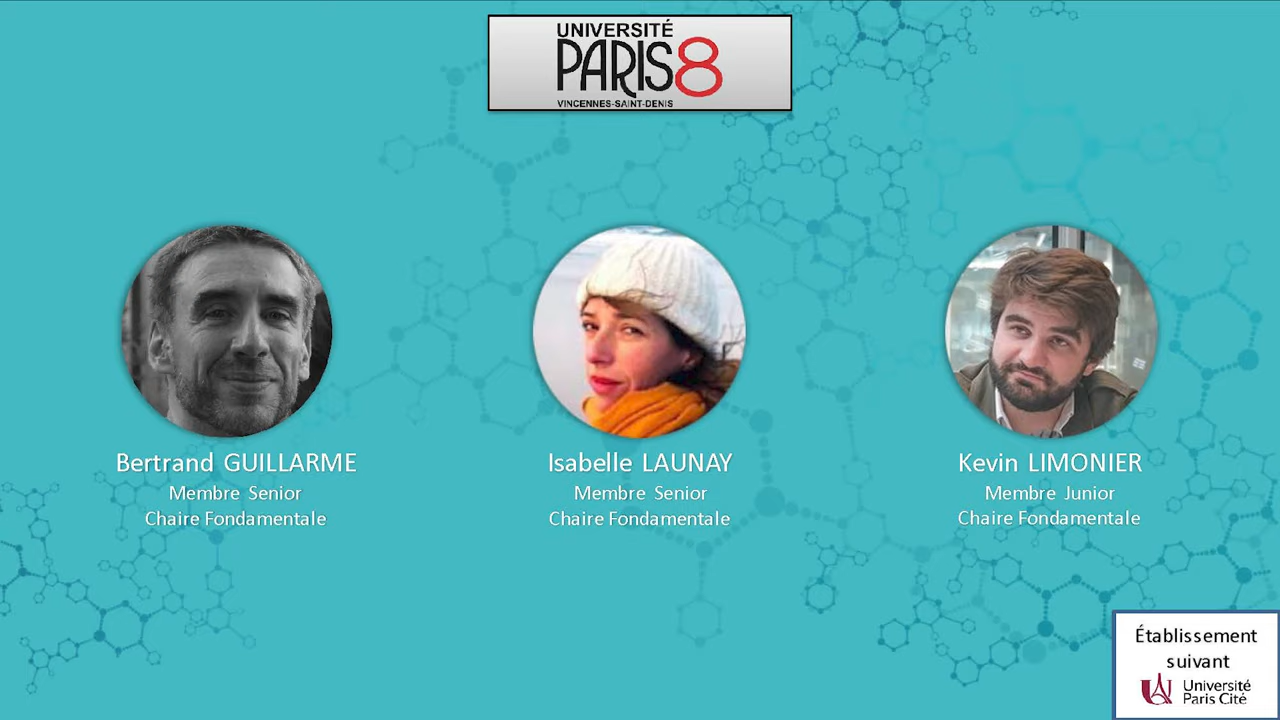 UNIVERSITÉ
PARIS8
VINCENNES-SAINT-DENIS
Bertrand GUILLARME
Membre Senior
Chaire Fondamentale
Isabelle LAUNAY
Membre Senior
Chaire Fondamentale
Kevin LIMONIER
Membre Junior
Chaire Fondamentale
Établissement
suivant
Université
Paris Cité